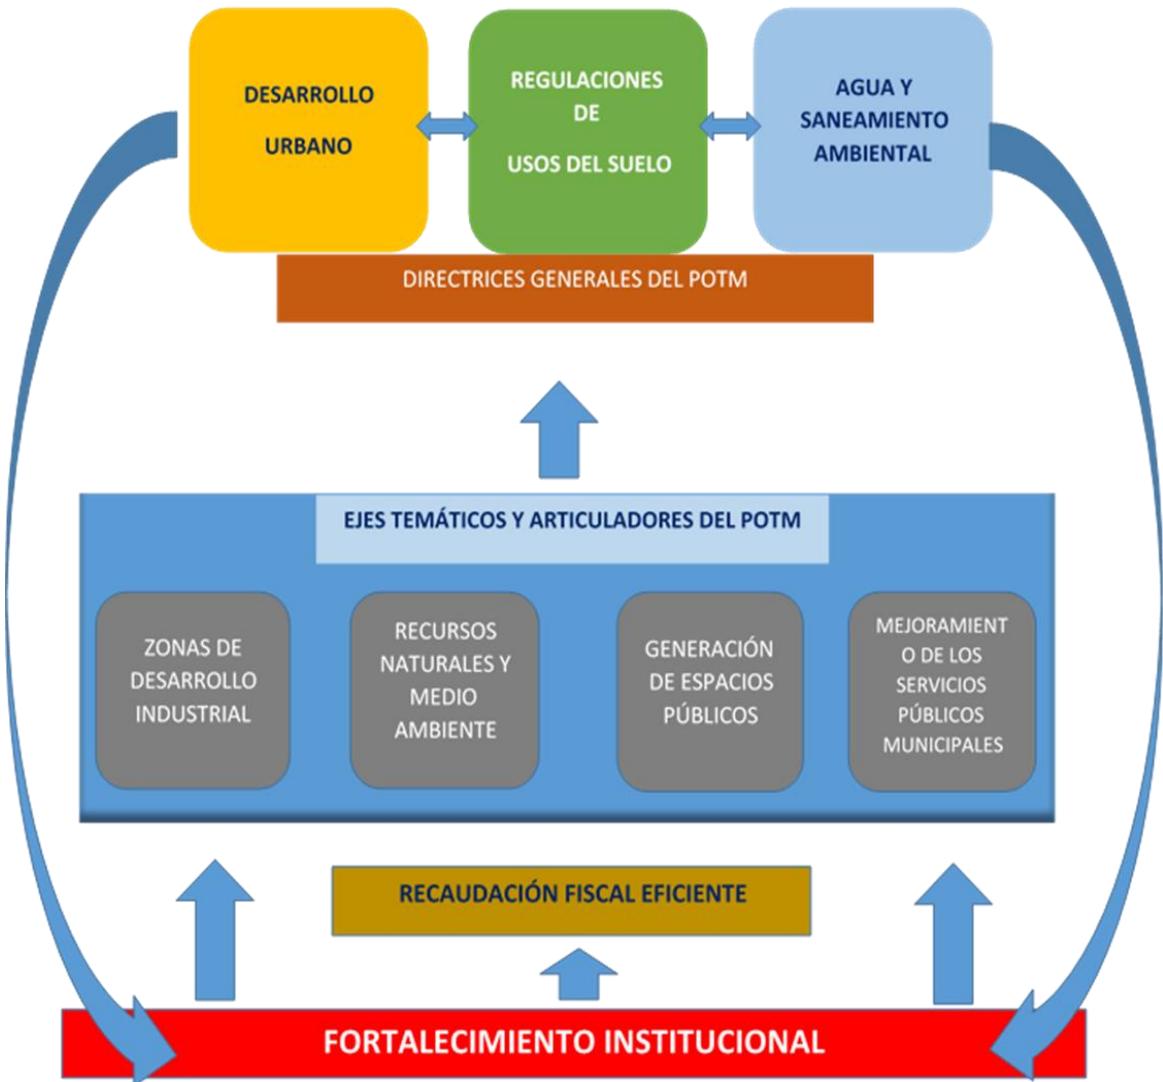 DESARROLLO
URBANO
REGULACIONES
DE
USOS DEL SUELO
AGUA Y
SANEAMIENTO
AMBIENTAL
DIRECTRICES GENERALES DEL POTM
EJES TEMÁTICOS Y ARTICULADORES DEL POTM
ZONAS DE
DESARROLLO
INDUSTRIAL
RECURSOS
NATURALES Y
MEDIO
AMBIENTE
GENERACIÓN
DE ESPACIOS
PÚBLICOS
MEJORAMIENT
O DE LOS
SERVICIOS
PÚBLICOS
MUNICIPALES
RECAUDACIÓN FISCAL EFICIENTE
FORTALECIMIENTO INSTITUCIONAL